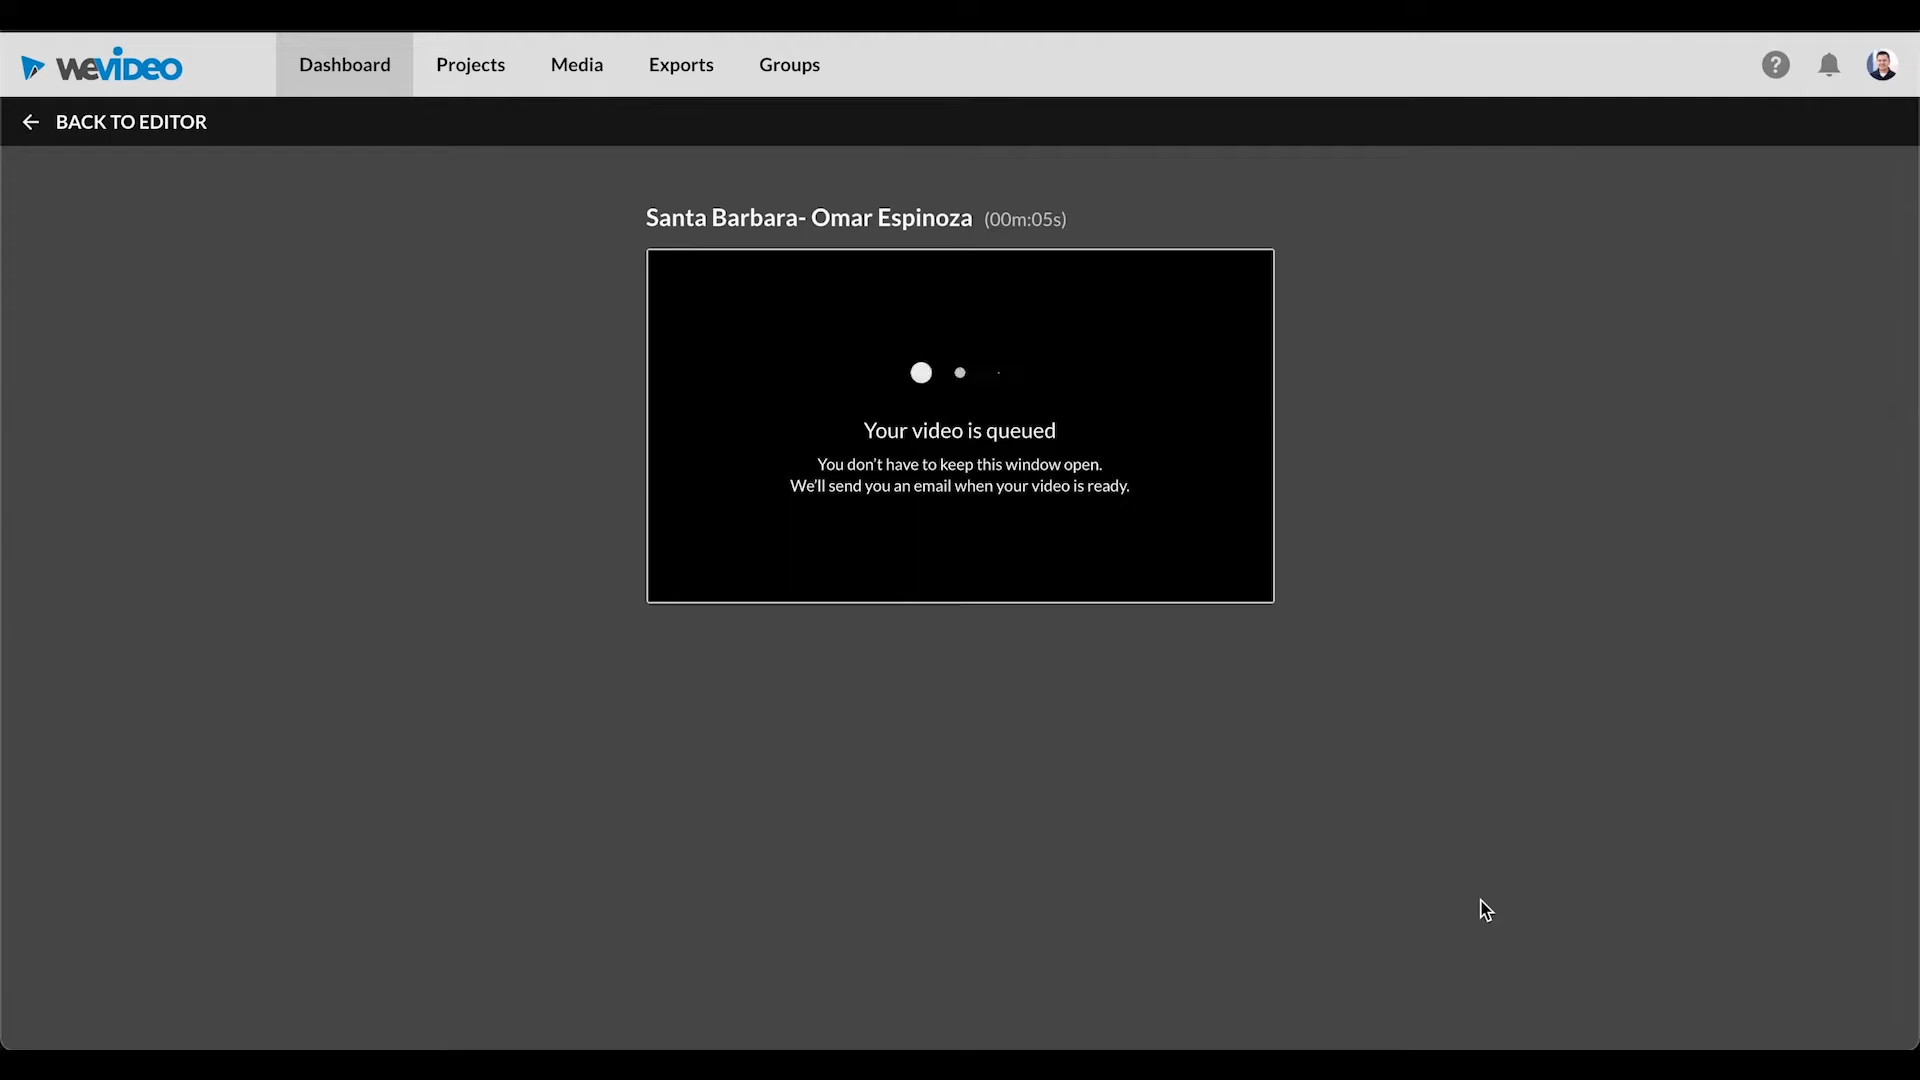 WEVIDEO
Dashboard
Projects
Media
Exports
Groups
?
BACK TO EDITOR
Santa Barbara- Omar Espinoza (00m:05s)
Your video is queued
You don't have to keep this window open.
We'll send you an email when your video is ready.